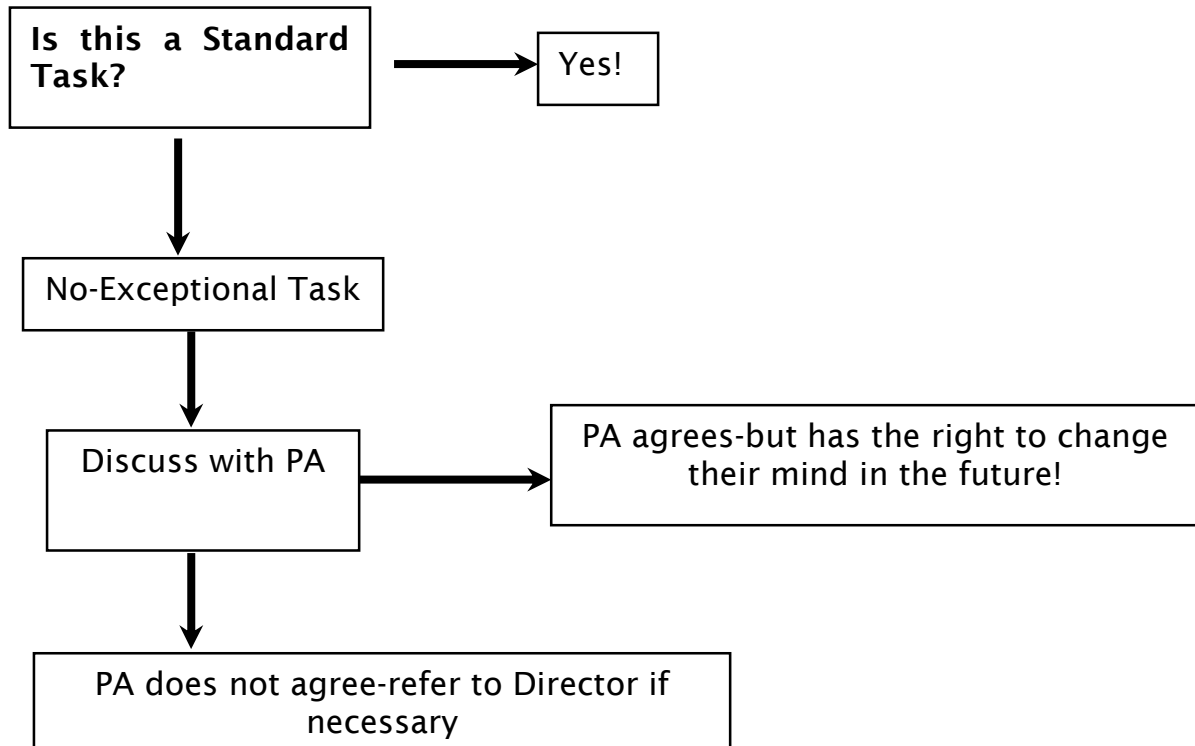 Is this a Standard
Task?
Yes!
No-Exceptional Task
Discuss with PA
PA agrees-but has the right to change
their mind in the future!
PA does not agree-refer to Director if
necessary